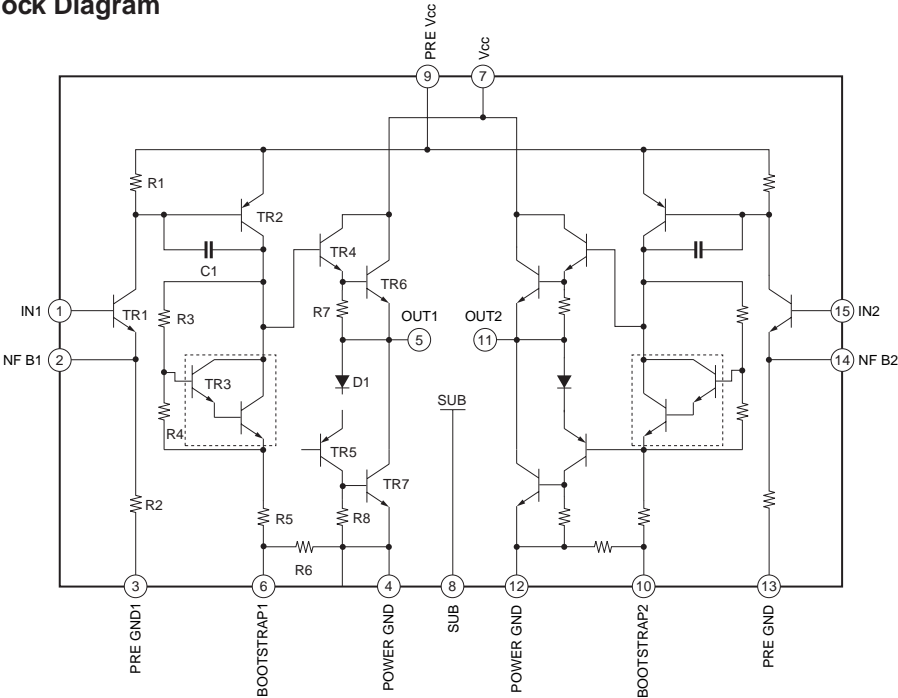 ock Diagram
PRE Vcc
Vcc
9
7
R1
TR2
C1
TR4
TR6
IN1
1
TR1
R3
R7
OUT1
5
OUT2
11
15
IN2
NF B1
2
TR3
D1
14
NF B2
R4
SUB
TR5
TR7
R2
R5
R8
R6
3
6
4
8
12
10
13
PRE GND1
BOOTSTRAP1
POWER GND
SUB
POWER GND
BOOTSTRAP2
PRE GND